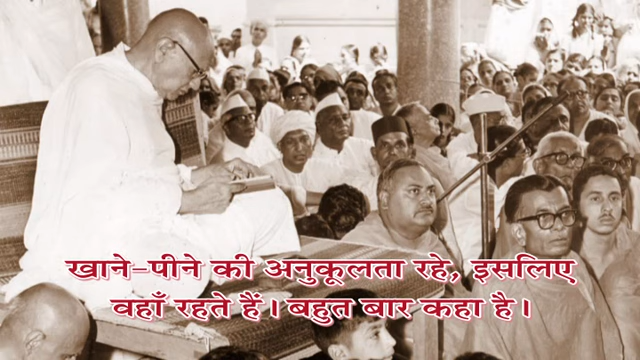 खाने-पीने की अनुकूलता रहे, इसलिए
वहाँ रहते हैं। बहुत बार कहा है।